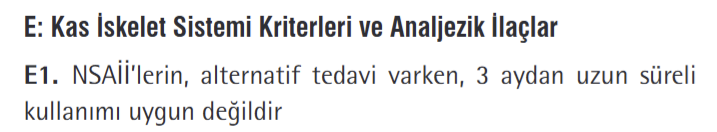 E: Kas İskelet Sistemi Kriterleri ve Analjezik İlaçlar
E1. NSAİİ'lerin, alternatif tedavi varken, 3 aydan uzun süreli
kullanımı uygun değildir